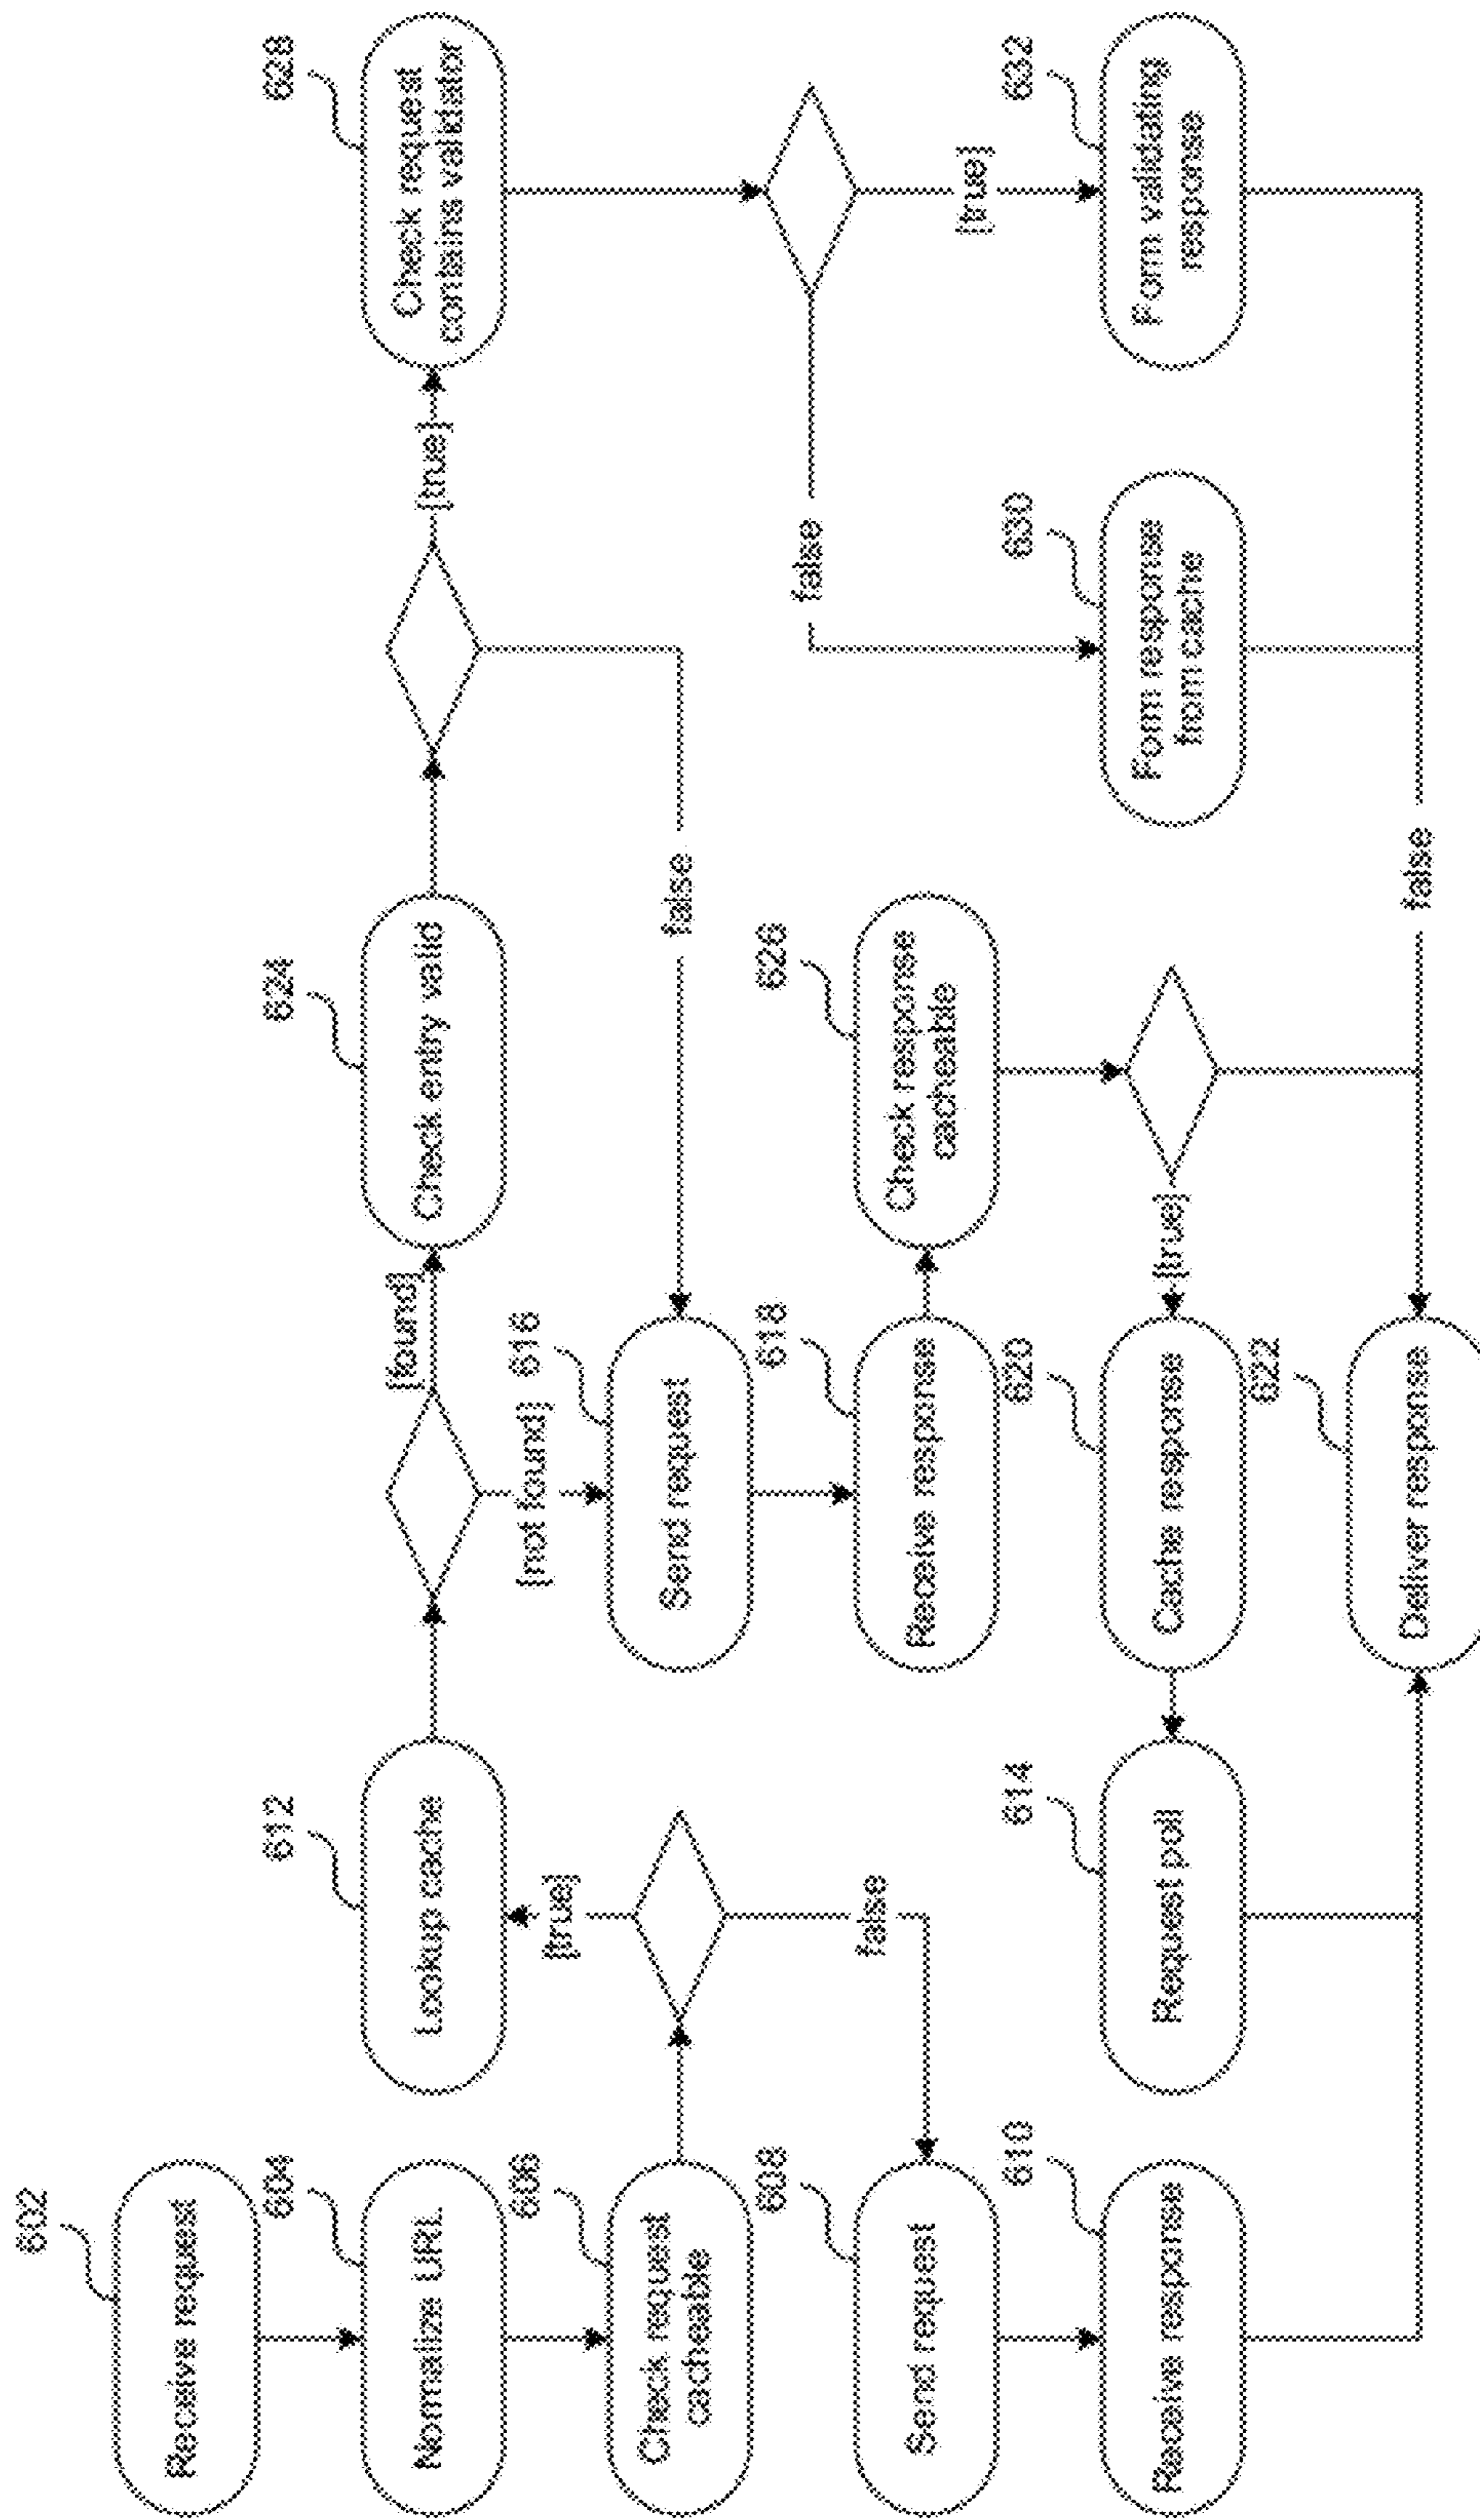 602
Receive request
604
Normalize URL
606
Check request
cacheable
[true]
false
608
Send request
610
Receive response
612
Lookup cache
[found]
[not found]
616
Send request
618
Receive response
620
Cache response
614
Request poll
622
Deliver response
624
Check entry valid
[true]
false
626
Check response
cacheable
[true]
false
628
Check request
contains validator
false
[true]
630
Form response
from cache
632
Form validating
response